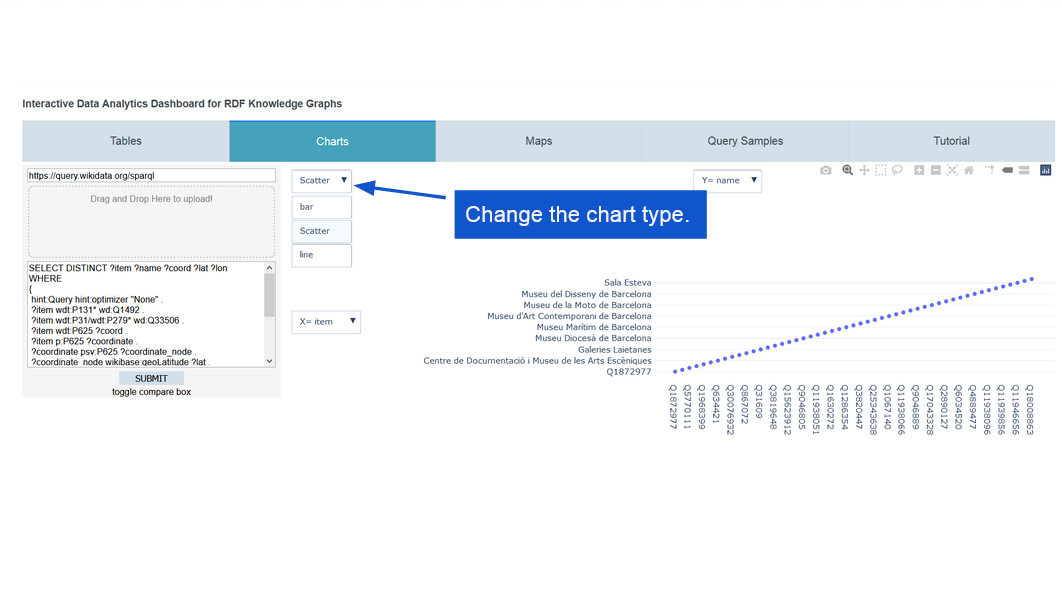 Interactive Data Analytics Dashboard for RDF Knowledge Graphs
Tables
Charts
Maps
Query Samples
Tutorial
https://query.wikidata.org/sparql
Drag and Drop Here to upload!
SELECT DISTINCT ?item ?name ?coord ?lat ?lon
WHERE
{
hint:Query hint:optimizer "None" .
?item wdt:P131* wd:Q1492 .
?item wdt:P31/wdt:P279* wd:Q33506 .
?item wdt:P625 ?coord .
?item p:P625 ?coordinate .
?coordinate psv:P625 ?coordinate_node .
?coordinate_node wikibase:geoLatitude ?lat .
SUBMIT
toggle compare box
Scatter
bar
Scatter
line
X= item
Y= name
Change the chart type.
Sala Esteva
Museu del Disseny de Barcelona
Museu de la Moto de Barcelona
Museu d'Art Contemporani de Barcelona
Museu Marítim de Barcelona
Museu Diocesà de Barcelona
Galeries Laietanes
Centre de Documentació i Museu de les Arts Escèniques
Q1872977
Q1872977
Q5770111
Q1968399
Q634421
Q30076932
Q867072
Q31609
Q3819648
Q15623912
Q9046805
Q11938051
Q1630272
Q1286354
Q3820447
Q25343638
Q1067140
Q11938066
Q9046889
Q17043328
Q2890127
Q6034520
Q4889477
Q11938096
Q11939856
Q11946656
Q18008863